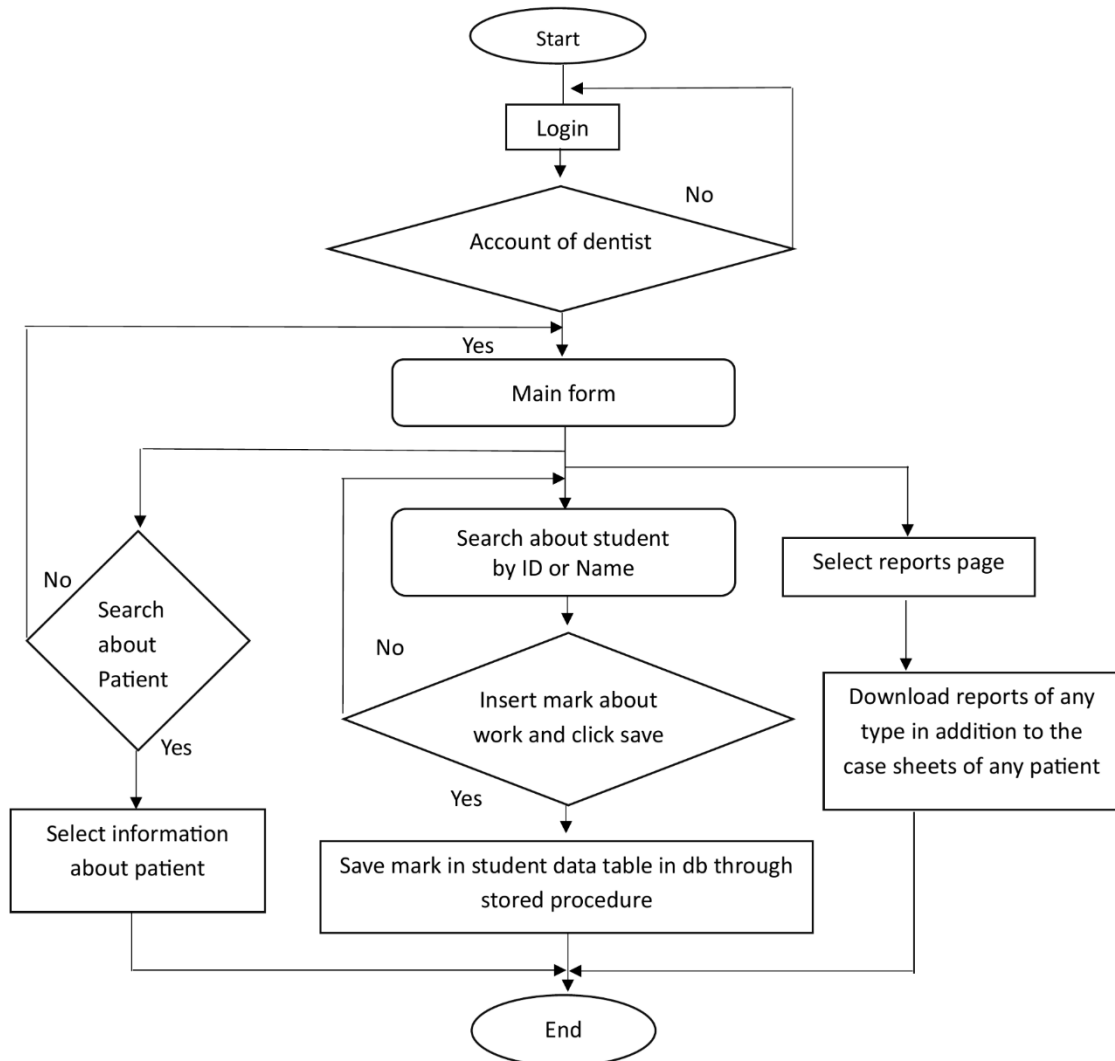 Start
Login
No
Account of dentist
Yes
Main form
Search about student
by ID or Name
Select reports page
No
Search
about
Patient
No
Insert mark about
work and click save
Download reports of any
type in addition to the
case sheets of any patient
Yes
Yes
Select information
about patient
Save mark in student data table in db through
stored procedure
End